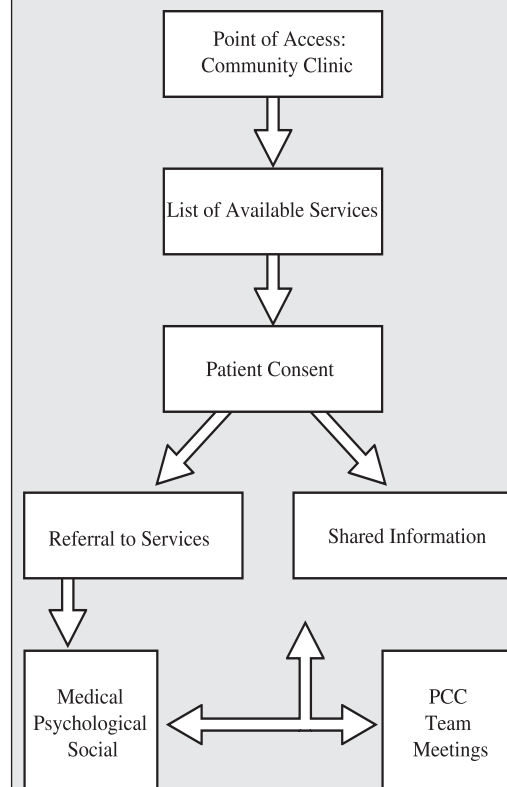 Point of Access:
Community Clinic
List of Available Services
Patient Consent
Referral to Services
Shared Information
Medical
Psychological
Social
PCC
Team
Meetings